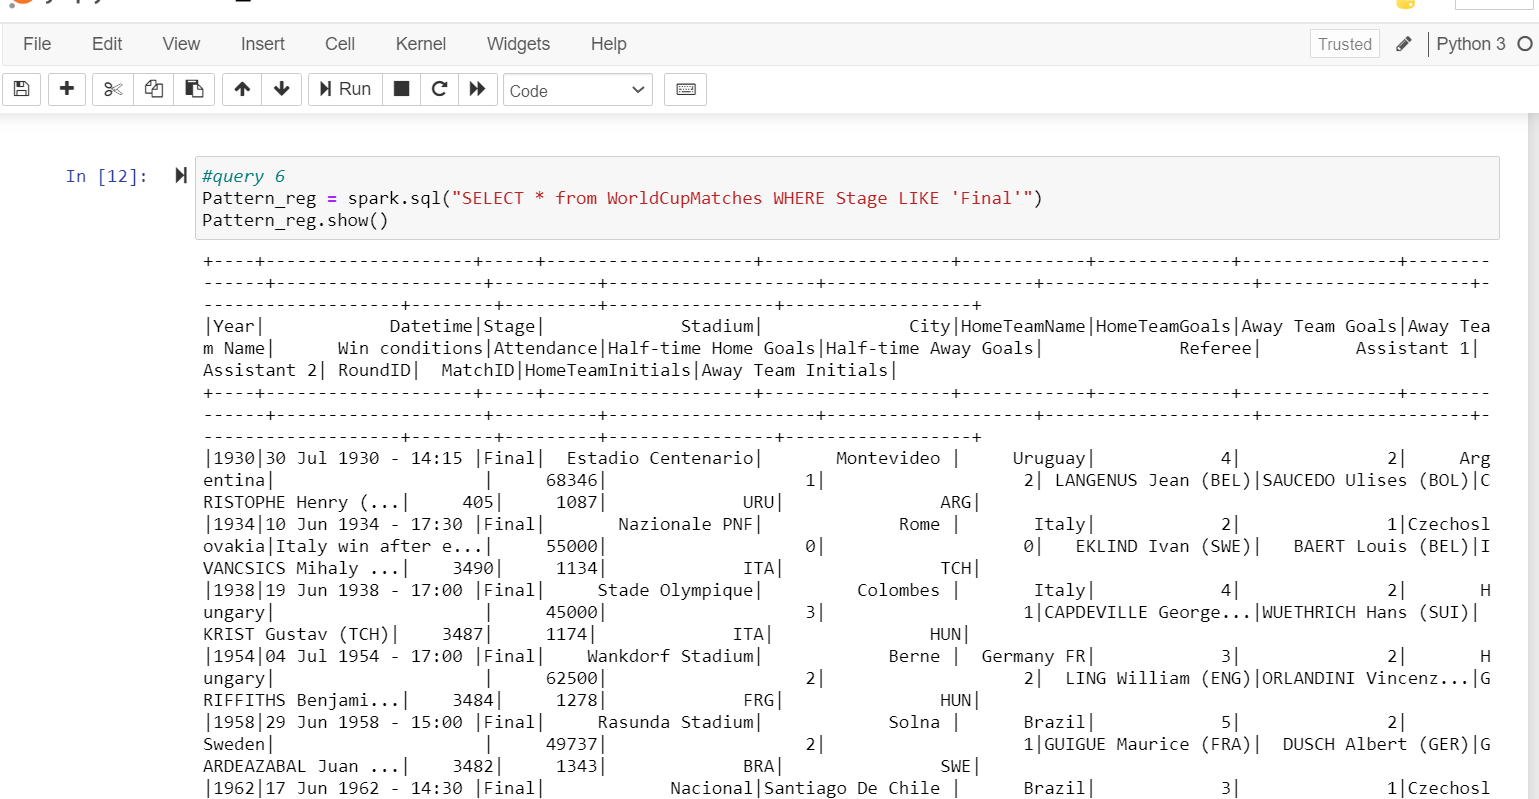 File Edit View Insert Cell Kernel Widgets Help Trusted Python 3
Run Code
In [12]: #query 6
Pattern_reg = spark.sql("SELECT * from WorldCupMatches WHERE Stage LIKE 'Final'")
Pattern_reg.show()
+----+--------------------+-----+--------------------+------------------+------------+-------------+---------------+--------
------+--------------------+----------+--------------------+--------------------+--------------------+--------------------+-
-------------------+--------+---------+----------------+------------------+
|Year|            Datetime|Stage|             Stadium|              City|HomeTeamName|HomeTeamGoals|Away Team Goals|Away Tea
m Name|      Win conditions|Attendance|Half-time Home Goals|Half-time Away Goals|             Referee|         Assistant 1|
Assistant 2| RoundID|  MatchID|HomeTeamInitials|Away Team Initials|
+----+--------------------+-----+--------------------+------------------+------------+-------------+---------------+--------
------+--------------------+----------+--------------------+--------------------+--------------------+--------------------+-
-------------------+--------+---------+----------------+------------------+
|1930|30 Jul 1930 - 14:15 |Final|  Estadio Centenario|       Montevideo |     Uruguay|            4|              2|     Arg
entina|                    |     68346|                   1|                   2| LANGENUS Jean (BEL)|SAUCEDO Ulises (BOL)|C
RISTOPHE Henry (...|     405|     1087|             URU|               ARG|
|1934|10 Jun 1934 - 17:30 |Final|       Nazionale PNF|             Rome |       Italy|            2|              1|Czechosl
ovakia|Italy win after e...|     55000|                   0|                   0|   EKLIND Ivan (SWE)|   BAERT Louis (BEL)|I
VANCSICS Mihaly ...|    3490|     1134|             ITA|               TCH|
|1938|19 Jun 1938 - 17:00 |Final|     Stade Olympique|         Colombes |       Italy|            4|              2|       H
ungary|                    |     45000|                   3|                   1|CAPDEVILLE George...|WUETHRICH Hans (SUI)|
KRIST Gustav (TCH)|    3487|     1174|             ITA|               HUN|
|1954|04 Jul 1954 - 17:00 |Final|    Wankdorf Stadium|            Berne |  Germany FR|            3|              2|       H
ungary|                    |     62500|                   2|                   2|  LING William (ENG)|ORLANDINI Vincenz...|G
RIFFITHS Benjami...|    3484|     1278|             FRG|               HUN|
|1958|29 Jun 1958 - 15:00 |Final|     Rasunda Stadium|            Solna |      Brazil|            5|              2|
Sweden|                    |     49737|                   2|                   1|GUIGUE Maurice (FRA)|  DUSCH Albert (GER)|G
ARDEAZABAL Juan ...|    3482|     1343|             BRA|               SWE|
|1962|17 Jun 1962 - 14:30 |Final|            Nacional|Santiago De Chile |      Brazil|            3|              1|Czechosl